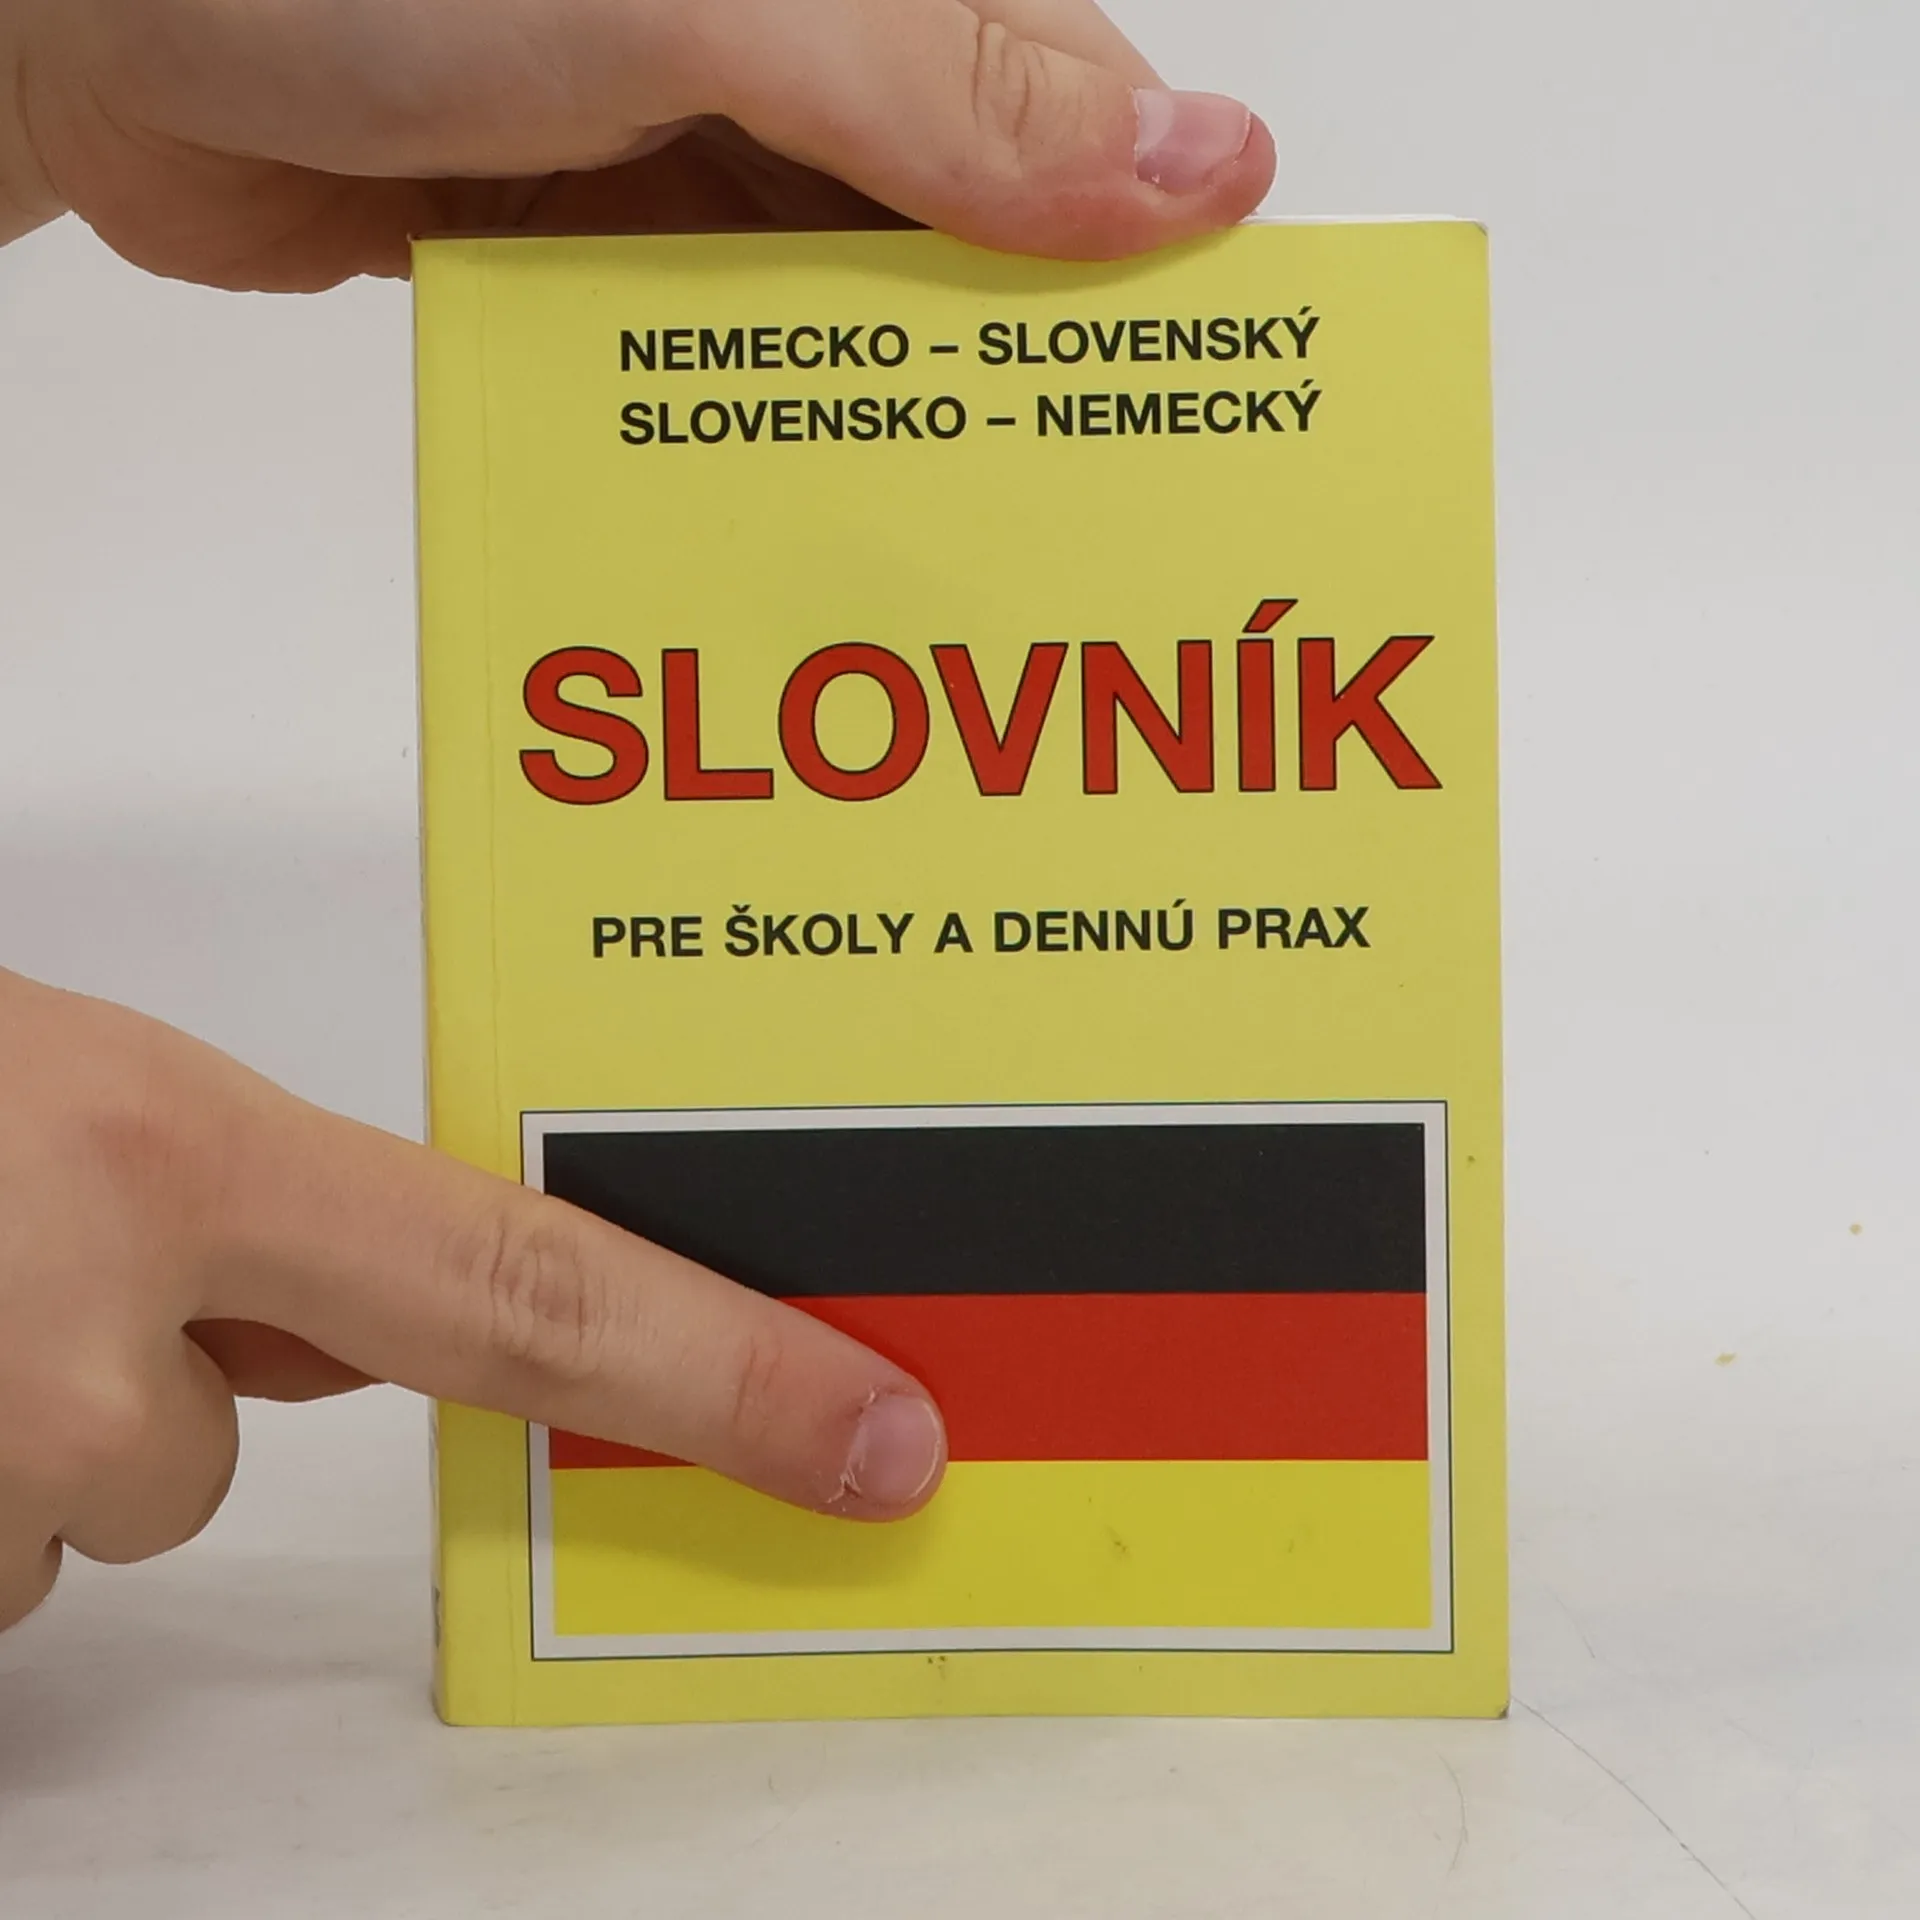 NEMECKO – SLOVENSKÝ
SLOVENSKO – NEMECKÝ
SLOVNÍK
PRE ŠKOLY A DENNÚ PRAX